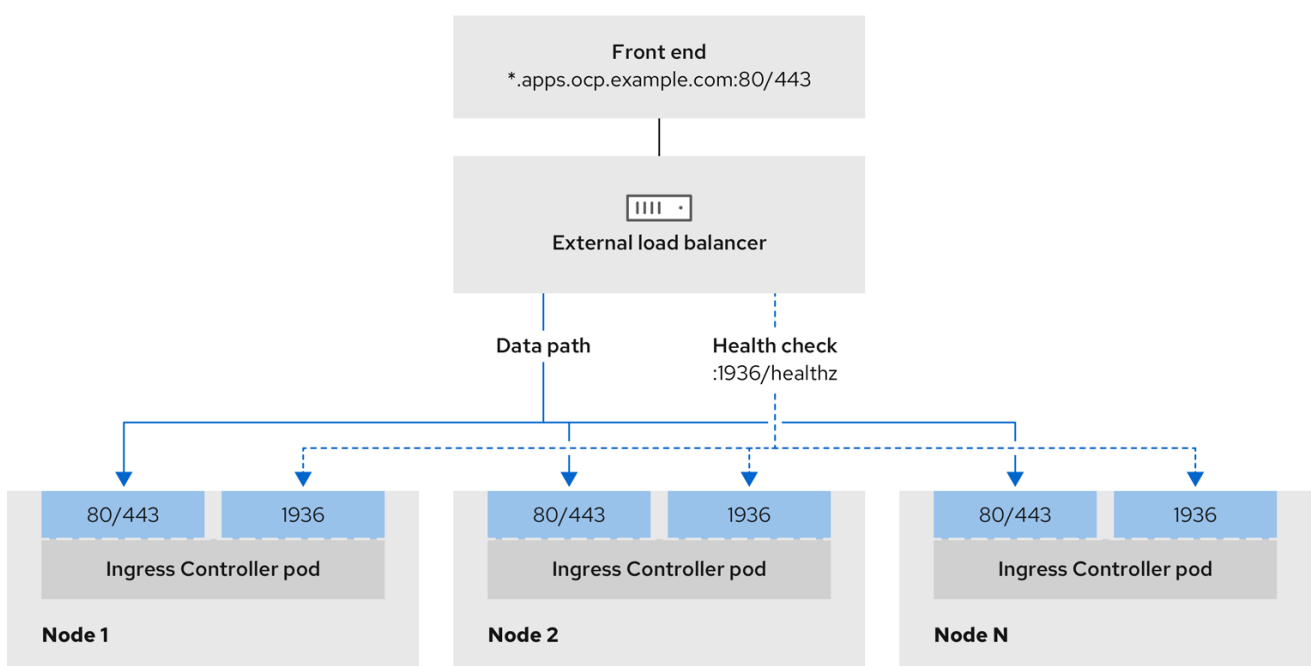 Front end
*.apps.ocp.example.com:80/443
External load balancer
Data path
Health check
:1936/healthz
80/443
1936
80/443
1936
80/443
1936
Ingress Controller pod
Ingress Controller pod
Ingress Controller pod
Node 1
Node 2
Node N